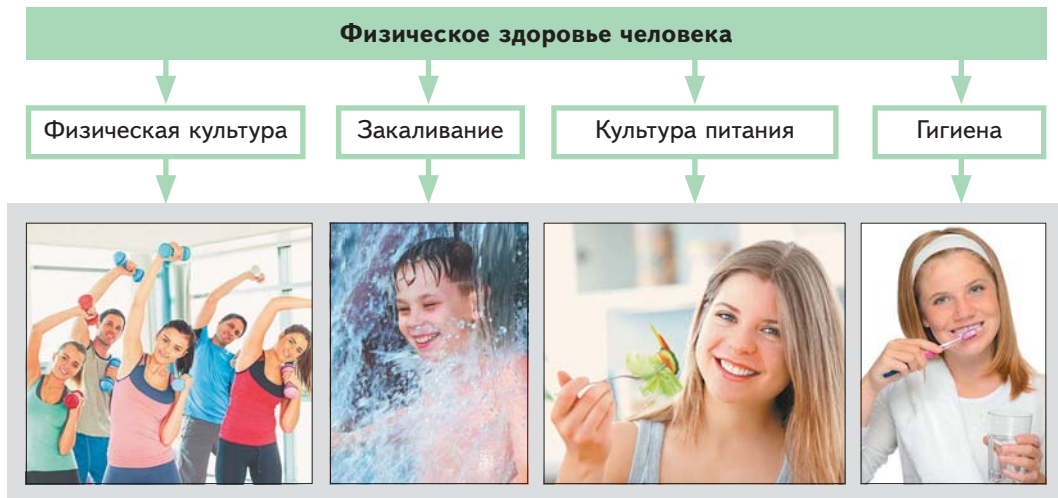 Физическое здоровье человека
Физическая культура
Закаливание
Культура питания
Гигиена